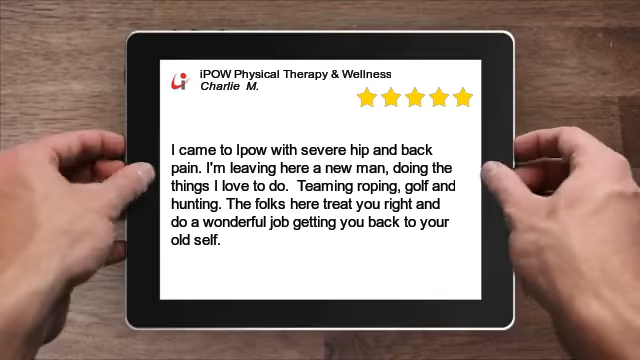 iPOW Physical Therapy & Wellness
Charlie M.
I came to Ipow with severe hip and back
pain. I'm leaving here a new man, doing the
things I love to do. Teaming roping, golf and
hunting. The folks here treat you right and
do a wonderful job getting you back to your
old self.